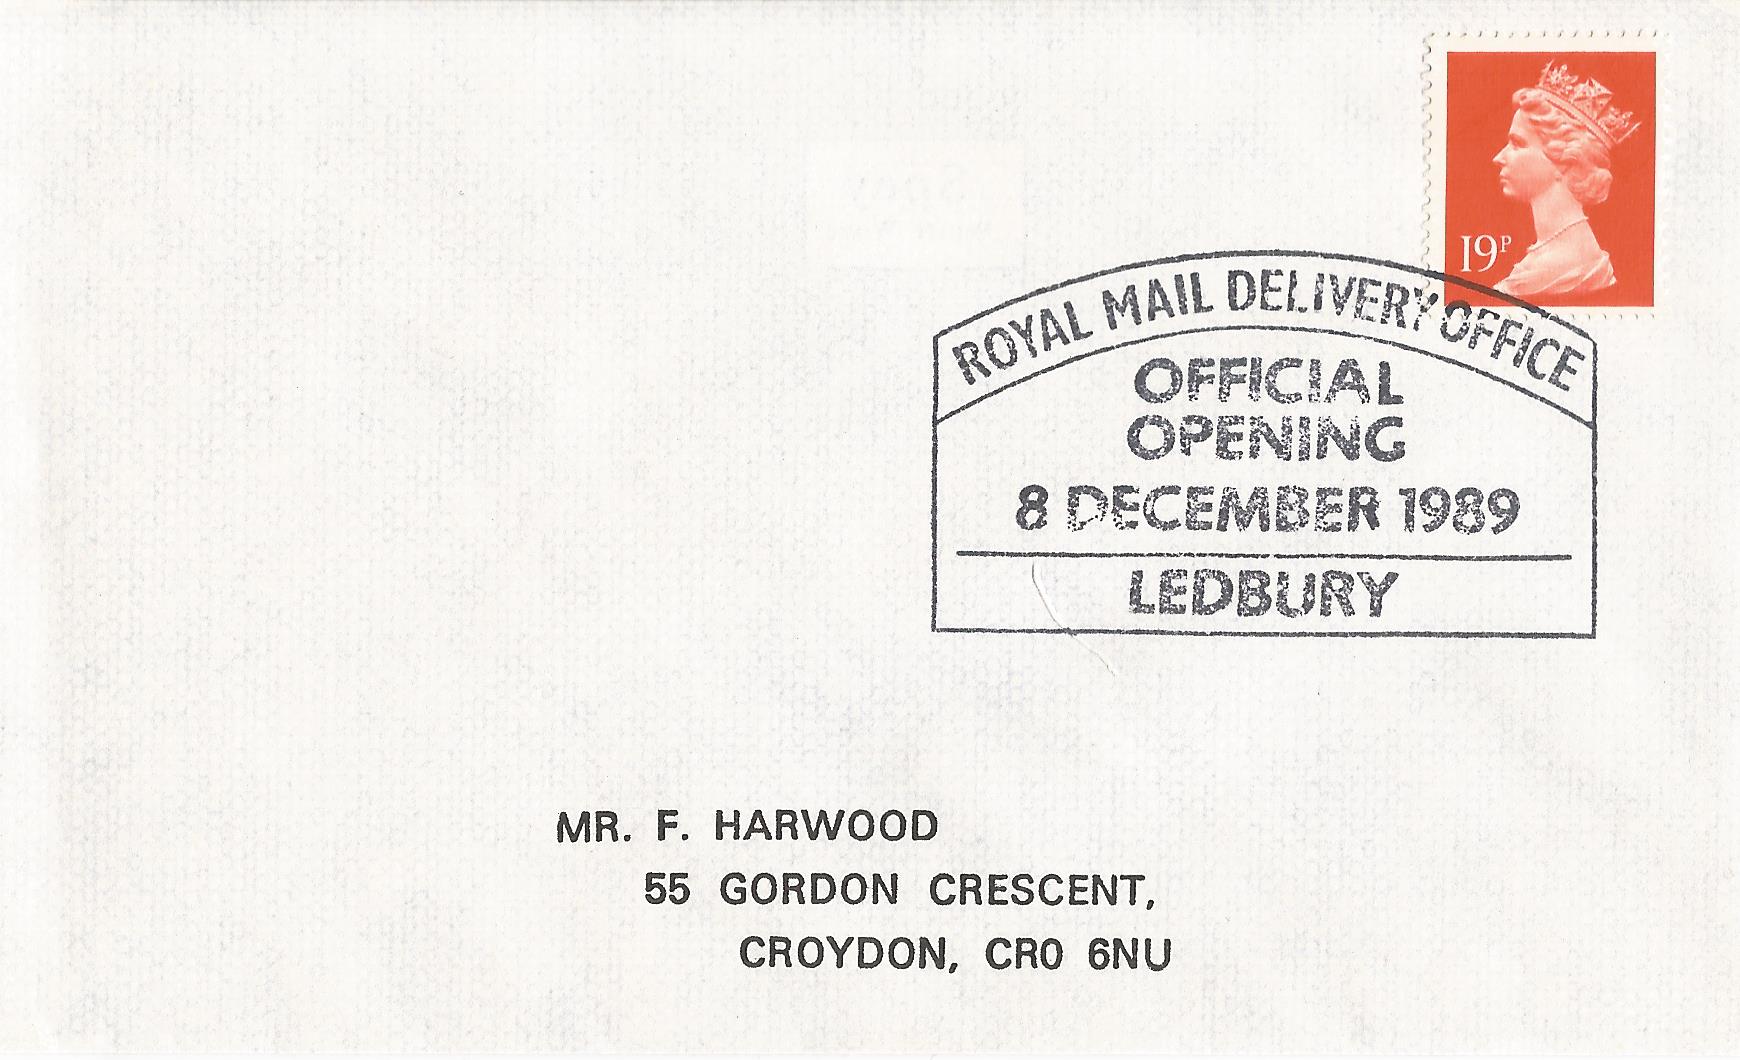 19P
ROYAL MAIL DELIVERY OFFICE
OFFICIAL
OPENING
8 DECEMBER 1989
LEDBURY
MR. F. HARWOOD
55 GORDON CRESCENT,
CROYDON, CR0 6NU